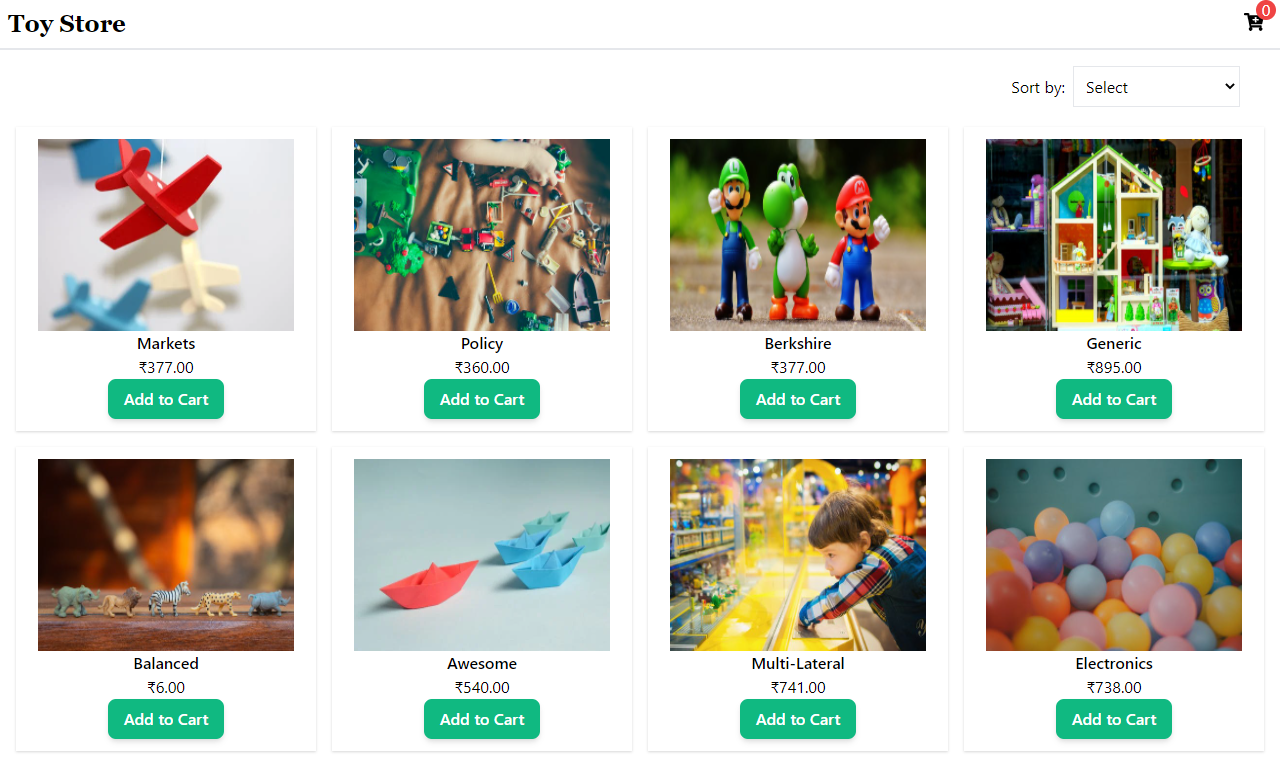 Toy Store
0
Sort by: Select
Markets
₹377.00
Add to Cart
Policy
₹360.00
Add to Cart
Berkshire
₹377.00
Add to Cart
Generic
₹895.00
Add to Cart
Balanced
₹6.00
Add to Cart
Awesome
₹540.00
Add to Cart
Multi-Lateral
₹741.00
Add to Cart
Electronics
₹738.00
Add to Cart